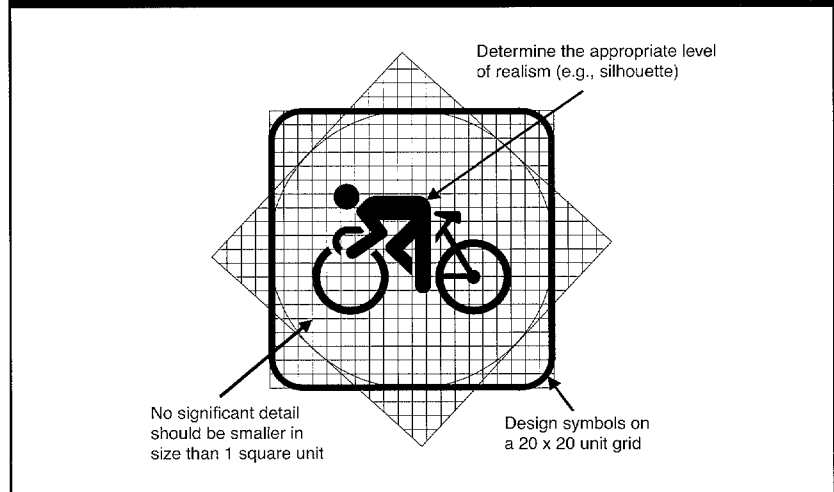 Determine the appropriate level
of realism (e.g., silhouette)
No significant detail
should be smaller in
size than 1 square unit
Design symbols on
a 20 x 20 unit grid